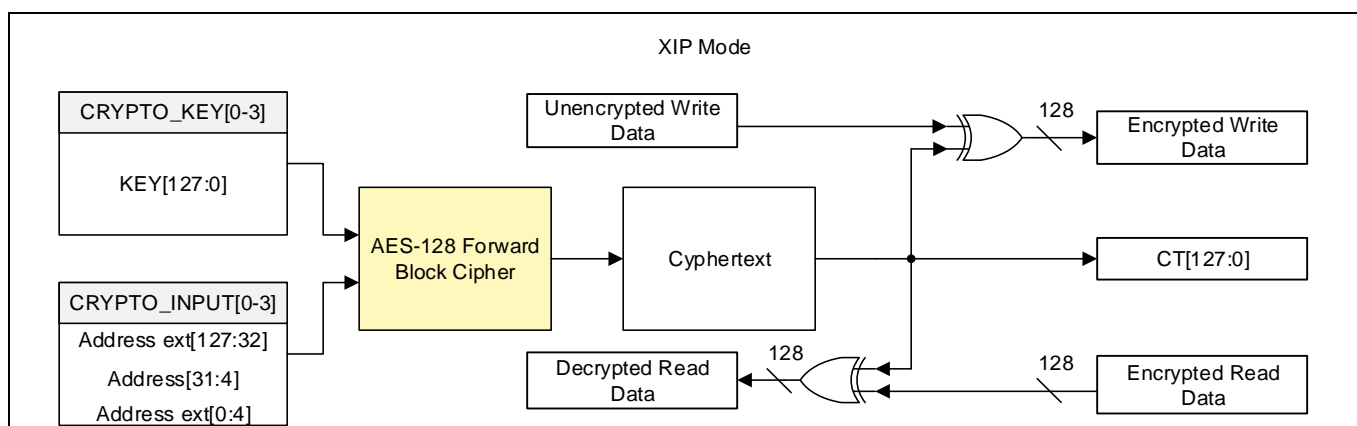 XIP Mode
CRYPTO_KEY[0-3]
KEY[127:0]
CRYPTO_INPUT[0-3]
Address ext[127:32]
Address[31:4]
Address ext[0:4]
AES-128 Forward
Block Cipher
Cyphertext
Unencrypted Write
Data
128
Encrypted Write
Data
CT[127:0]
Decrypted Read
Data
128
128
Encrypted Read
Data